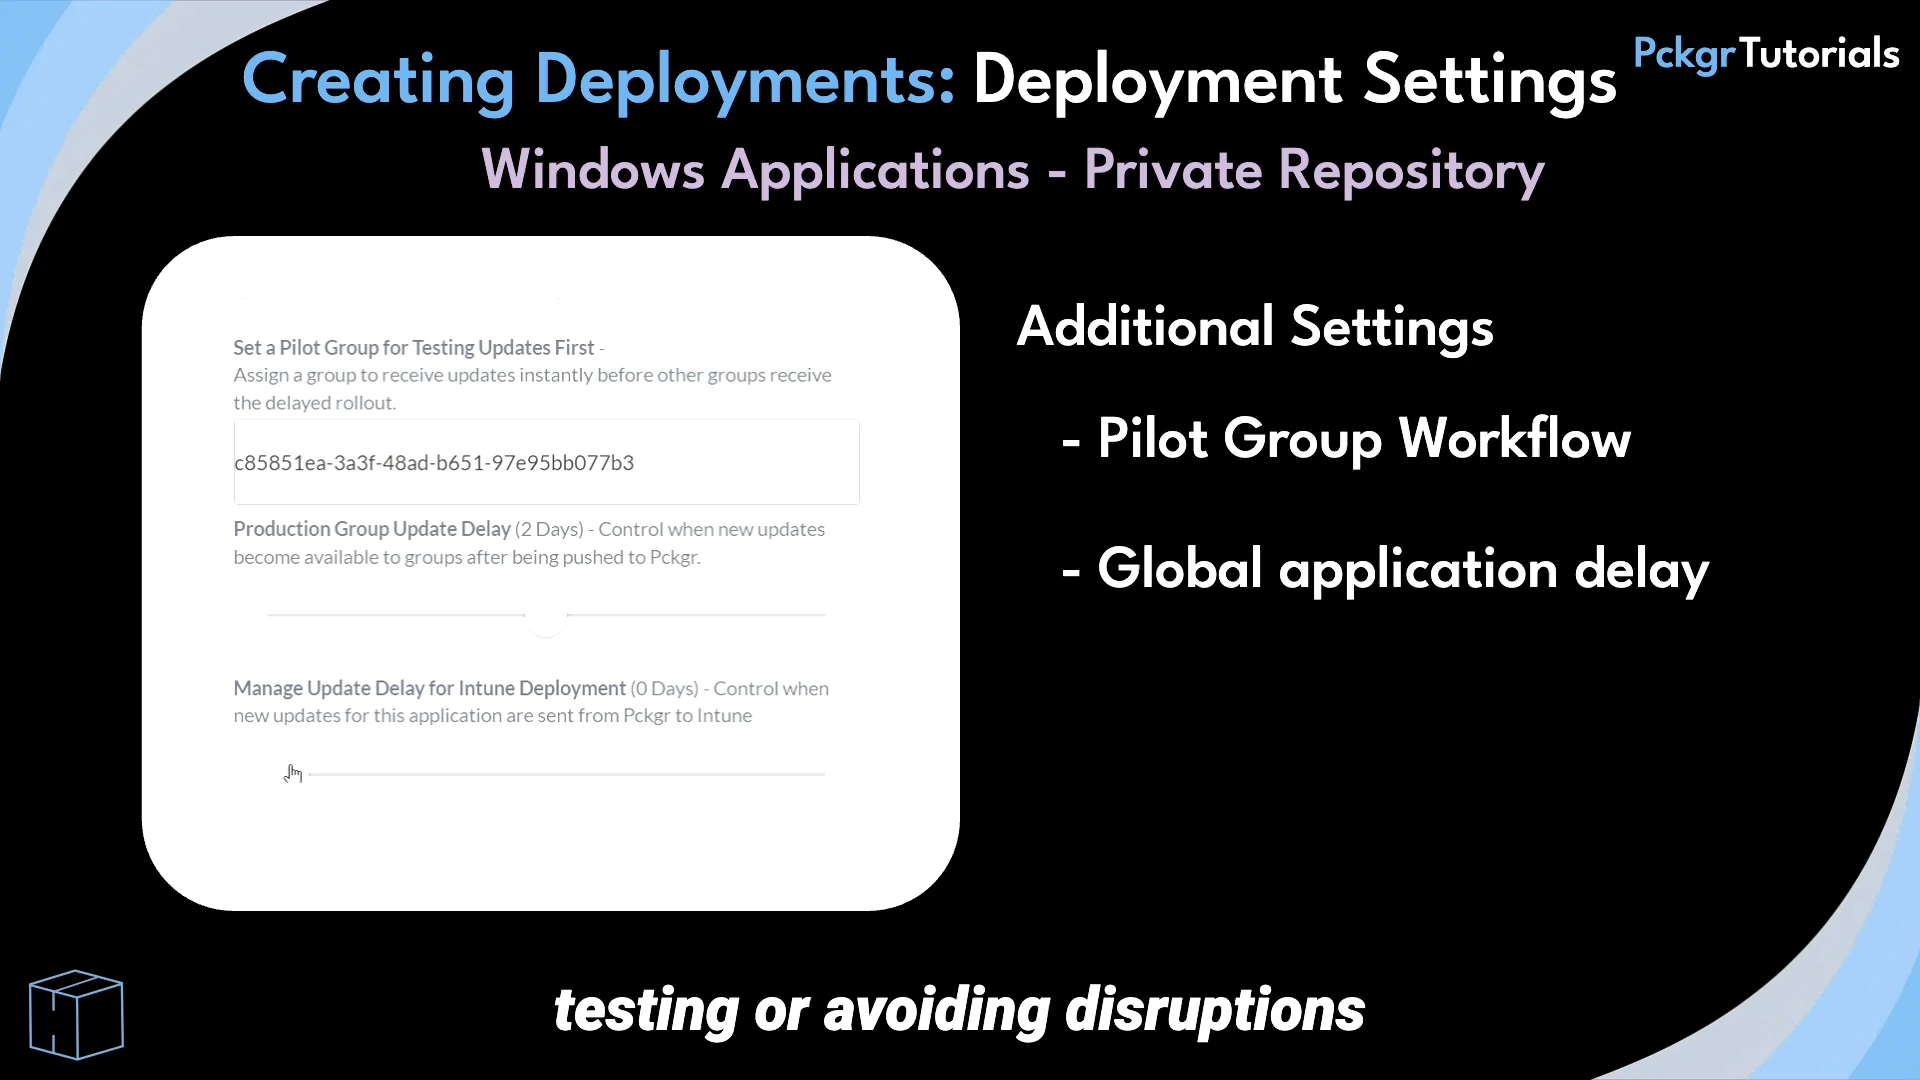 Creating Deployments: Deployment Settings
PckgrTutorials
Windows Applications - Private Repository
Set a Pilot Group for Testing Updates First -
Assign a group to receive updates instantly before other groups receive
the delayed rollout.
c85851ea-3a3f-48ad-b651-97e95bb077b3
Production Group Update Delay (2 Days) - Control when new updates
become available to groups after being pushed to Pckgr.
Manage Update Delay for Intune Deployment (0 Days) - Control when
new updates for this application are sent from Pckgr to Intune
Additional Settings
- Pilot Group Workflow
- Global application delay
testing or avoiding disruptions